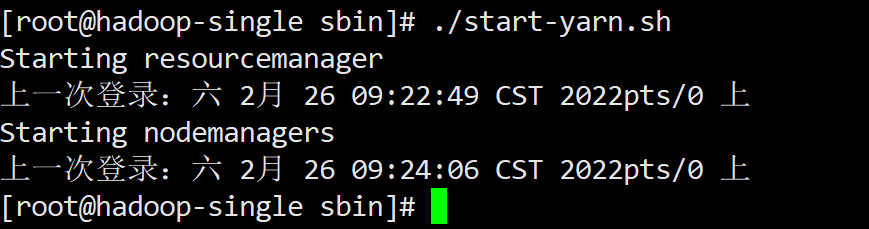 [root@hadoop-single sbin]# ./start-yarn.sh
Starting resourcemanager
上一次登录：六 2月 26 09:22:49 CST 2022pts/0 上
Starting nodemanagers
上一次登录：六 2月 26 09:24:06 CST 2022pts/0 上
[root@hadoop-single sbin]#